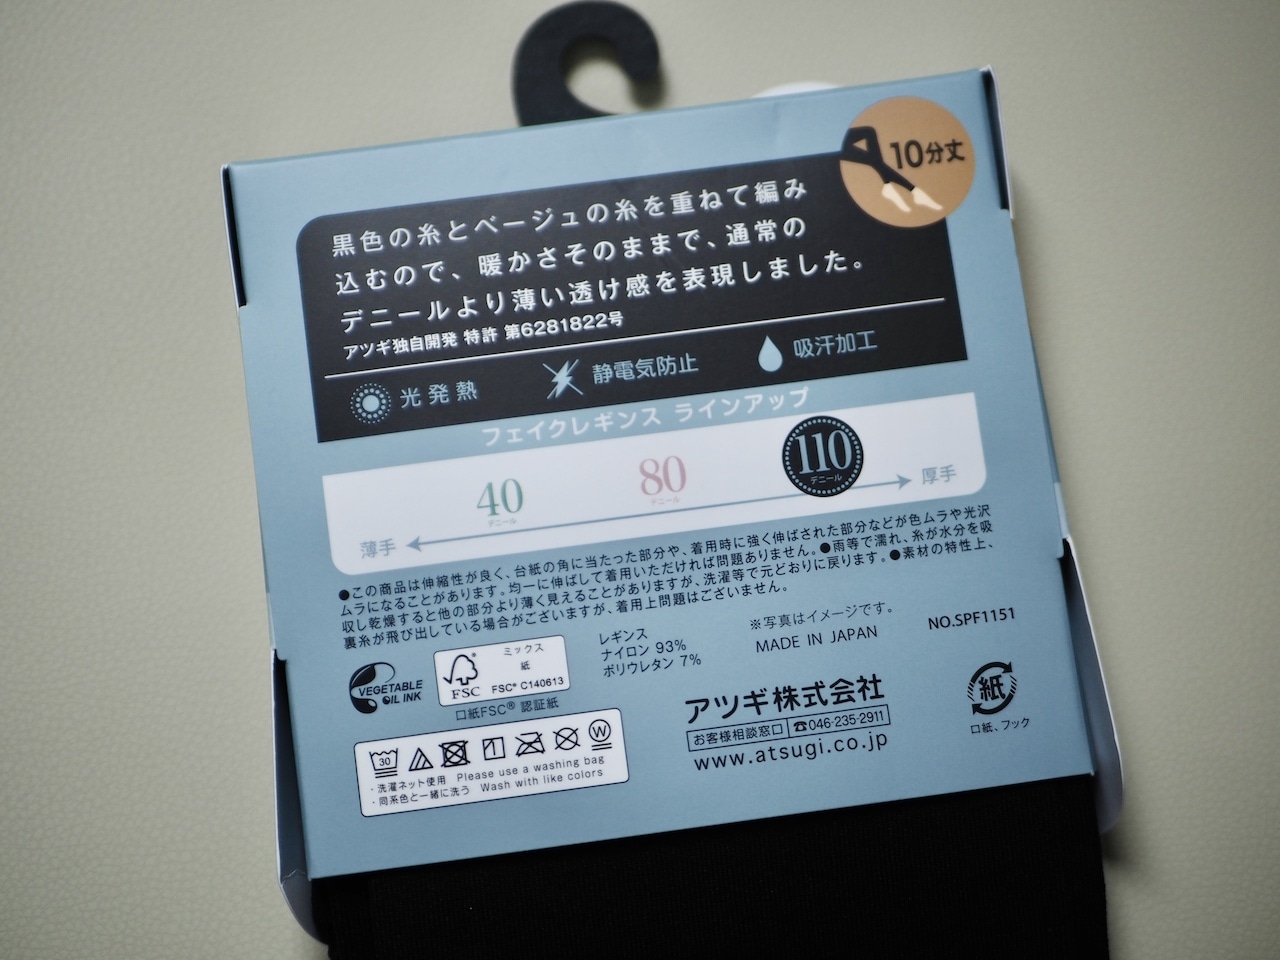 10分丈
黒色の糸とベージュの糸を重ねて編み
込むので、暖かさそのままで、通常の
デニールより薄い透け感を表現しました。
アツギ独自開発 特許 第6281822号
光発熱 静電気防止 吸汗加工
フェイクレギンス ラインアップ
40 デニール
80 デニール
110 デニール
薄手 厚手
●この商品は伸縮性が良く、台紙の角に当たった部分や、着用時に強く伸ばされた部分などが色ムラや光沢
ムラになることがあります。均一に伸ばして着用いただければ問題ありません。●雨等で濡れ、糸が水分を吸
収し乾燥すると他の部分より薄く見えることがありますが、洗濯等で元どおりに戻ります。●素材の特性上、
裏糸が飛び出している場合がございますが、着用上問題はございません。
VEGETABLE
OIL INK
FSC
ミックス
紙
FSC® C140613
口紙FSC® 認証紙
レギンス
ナイロン 93%
ポリウレタン 7%
※写真はイメージです。
MADE IN JAPAN
NO.SPF1151
アツギ株式会社
お客様相談窓口 ☎046-235-2911
www.atsugi.co.jp
紙
口紙、フック
30 W
・洗濯ネット使用 Please use a washing bag
・同系色と一緒に洗う Wash with like colors